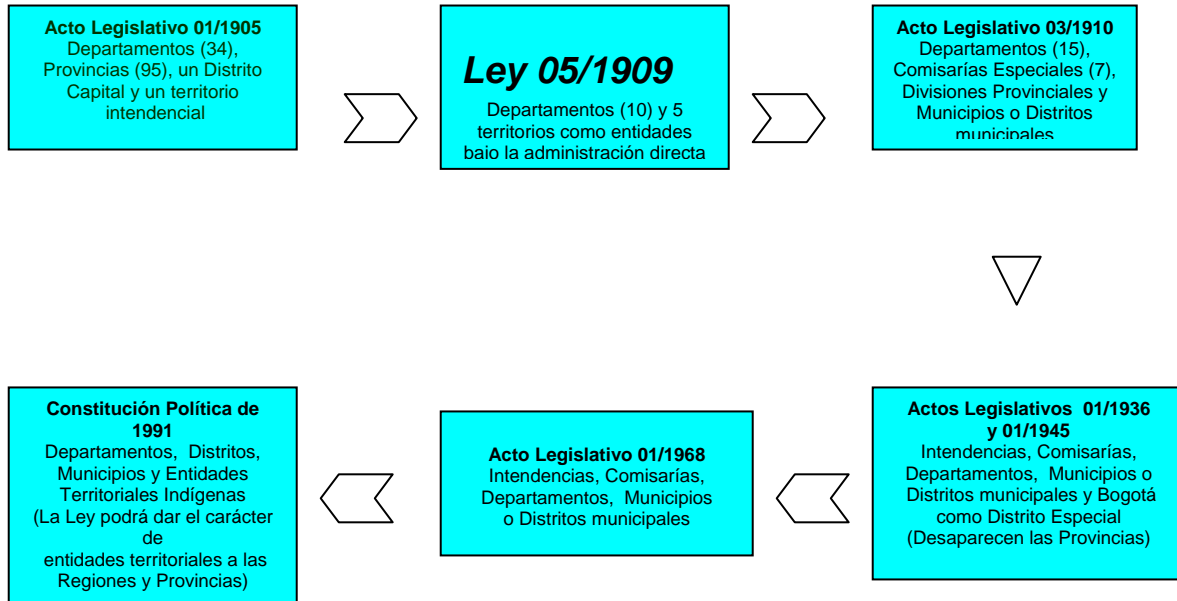 Acto Legislativo 01/1905
Departamentos (34),
Provincias (95), un Distrito
Capital y un territorio
intendencial
Ley 05/1909
Departamentos (10) y 5
territorios como entidades
bajo la administración directa
Acto Legislativo 03/1910
Departamentos (15),
Comisarías Especiales (7),
Divisiones Provinciales y
Municipios o Distritos
municipales
Actos Legislativos 01/1936
y 01/1945
Intendencias, Comisarías,
Departamentos, Municipios o
Distritos municipales y Bogotá
como Distrito Especial
(Desaparecen las Provincias)
Acto Legislativo 01/1968
Intendencias, Comisarías,
Departamentos, Municipios
o Distritos municipales
Constitución Política de
1991
Departamentos, Distritos,
Municipios y Entidades
Territoriales Indígenas
(La Ley podrá dar el carácter
de
entidades territoriales a las
Regiones y Provincias)